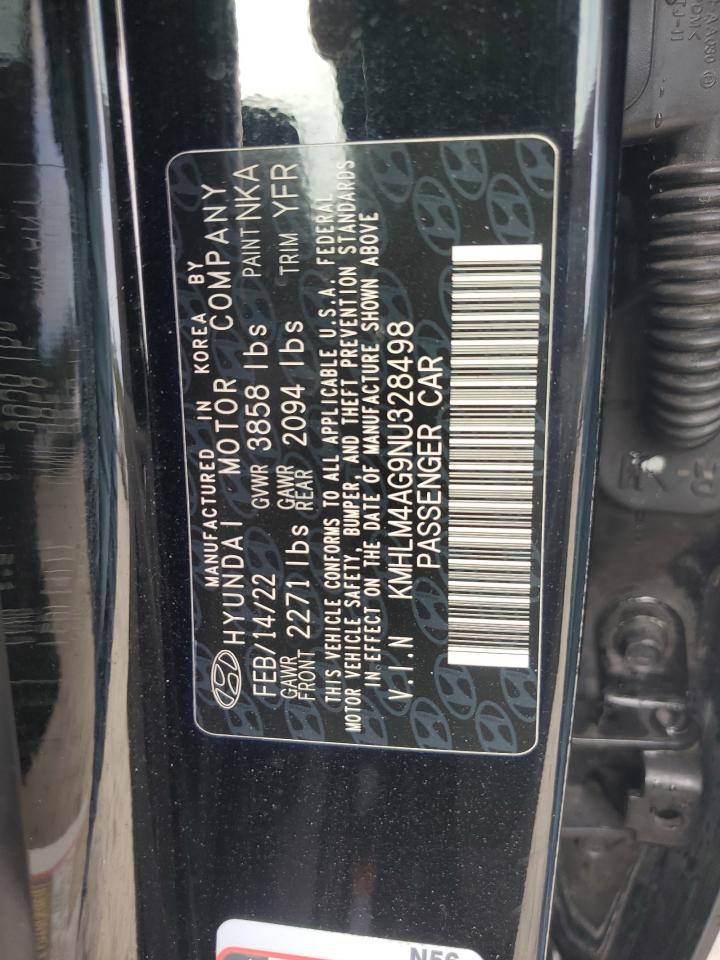 MANUFACTURED IN KOREA BY
HYUNDAI MOTOR COMPANY
FEB/14/22 GVWR 3858 lbs PAINT NKA
GAWR FRONT 2271 lbs GAWR REAR 2094 lbs TRIM YFR
THIS VEHICLE CONFORMS TO ALL APPLICABLE U.S.A. FEDERAL
MOTOR VEHICLE SAFETY, BUMPER, AND THEFT PREVENTION STANDARDS
IN EFFECT ON THE DATE OF MANUFACTURE SHOWN ABOVE
V.I.N KMHLM4AG9NU328498
PASSENGER CAR
N56